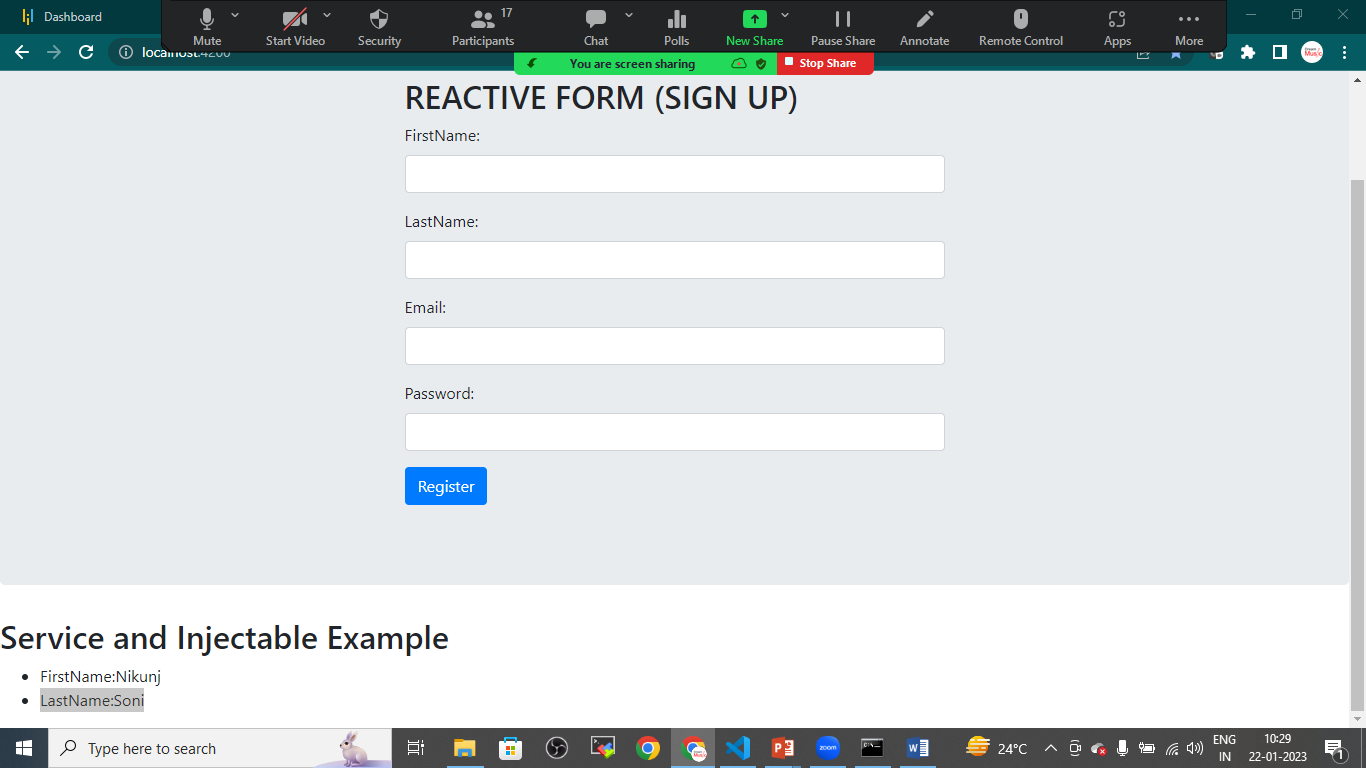 Dashboard
Mute
Start Video
Security
17
Participants
Chat
Polls
New Share
Pause Share
Annotate
Remote Control
Apps
More
localhost:4200
You are screen sharing
Stop Share
REACTIVE FORM (SIGN UP)
FirstName:
LastName:
Email:
Password:
Register
Service and Injectable Example
FirstName:Nikunj
LastName:Soni
Type here to search
zoom
24°C
ENG
IN
10:29
22-01-2023
1